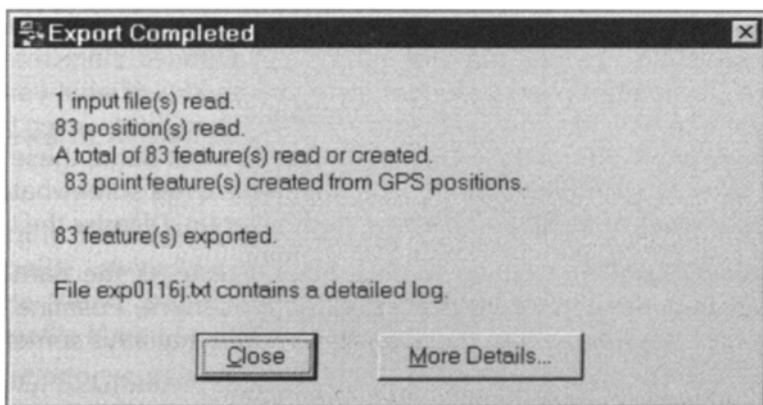 Export Completed
1 input file(s) read.
83 position(s) read.
A total of 83 feature(s) read or created.
83 point feature(s) created from GPS positions.
83 feature(s) exported.
File exp0116j.txt contains a detailed log.
Close
More Details...